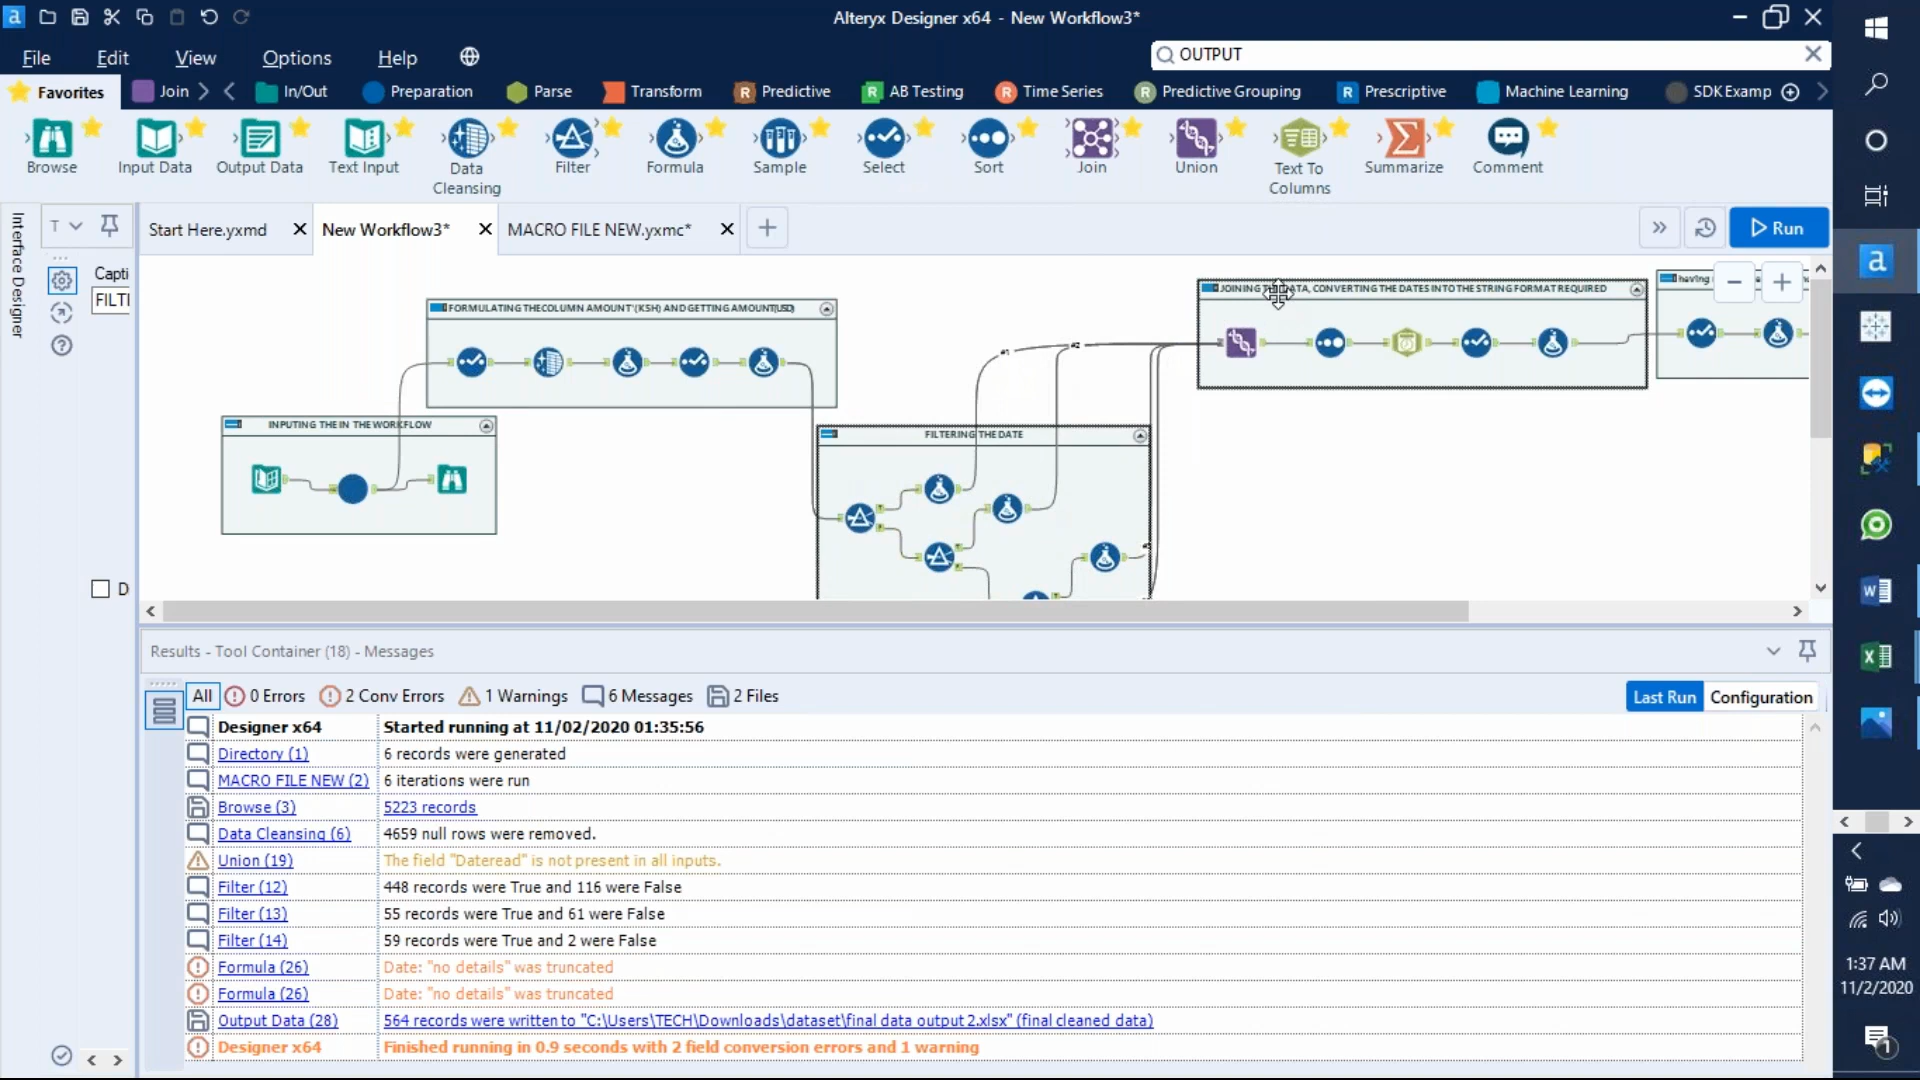 Alteryx Designer x64 - New Workflow3*
File Edit View Options Help
OUTPUT
Favorites Join In/Out Preparation Parse Transform Predictive AB Testing Time Series Predictive Grouping Prescriptive Machine Learning SDK Examp
Browse Input Data Output Data Text Input Data Cleansing Filter Formula Sample Select Sort Join Union Text To Columns Summarize Comment
Interface Designer
T
Start Here.yxmd New Workflow3* MACRO FILE NEW.yxmc* Run
Capti
FILTI
D
FORMULATING THECOLUMN AMOUNT'(KSH) AND GETTING AMOUNT(USD)
JOINING THE DATA, CONVERTING THE DATES INTO THE STRING FORMAT REQUIRED
having
#1
#2
INPUTING THE IN THE WORKFLOW
FILTERING THE DATE
Results - Tool Container (18) - Messages
All 0 Errors 2 Conv Errors 1 Warnings 6 Messages 2 Files Last Run Configuration
Designer x64 Started running at 11/02/2020 01:35:56
Directory (1) 6 records were generated
MACRO FILE NEW (2) 6 iterations were run
Browse (3) 5223 records
Data Cleansing (6) 4659 null rows were removed.
Union (19) The field "Dateread" is not present in all inputs.
Filter (12) 448 records were True and 116 were False
Filter (13) 55 records were True and 61 were False
Filter (14) 59 records were True and 2 were False
Formula (26) Date: "no details" was truncated
Formula (26) Date: "no details" was truncated
Output Data (28) 564 records were written to "C:\Users\TECH\Downloads\dataset\final data output 2.xlsx" (final cleaned data)
Designer x64 Finished running in 0.9 seconds with 2 field conversion errors and 1 warning
1:37 AM
11/2/2020
1